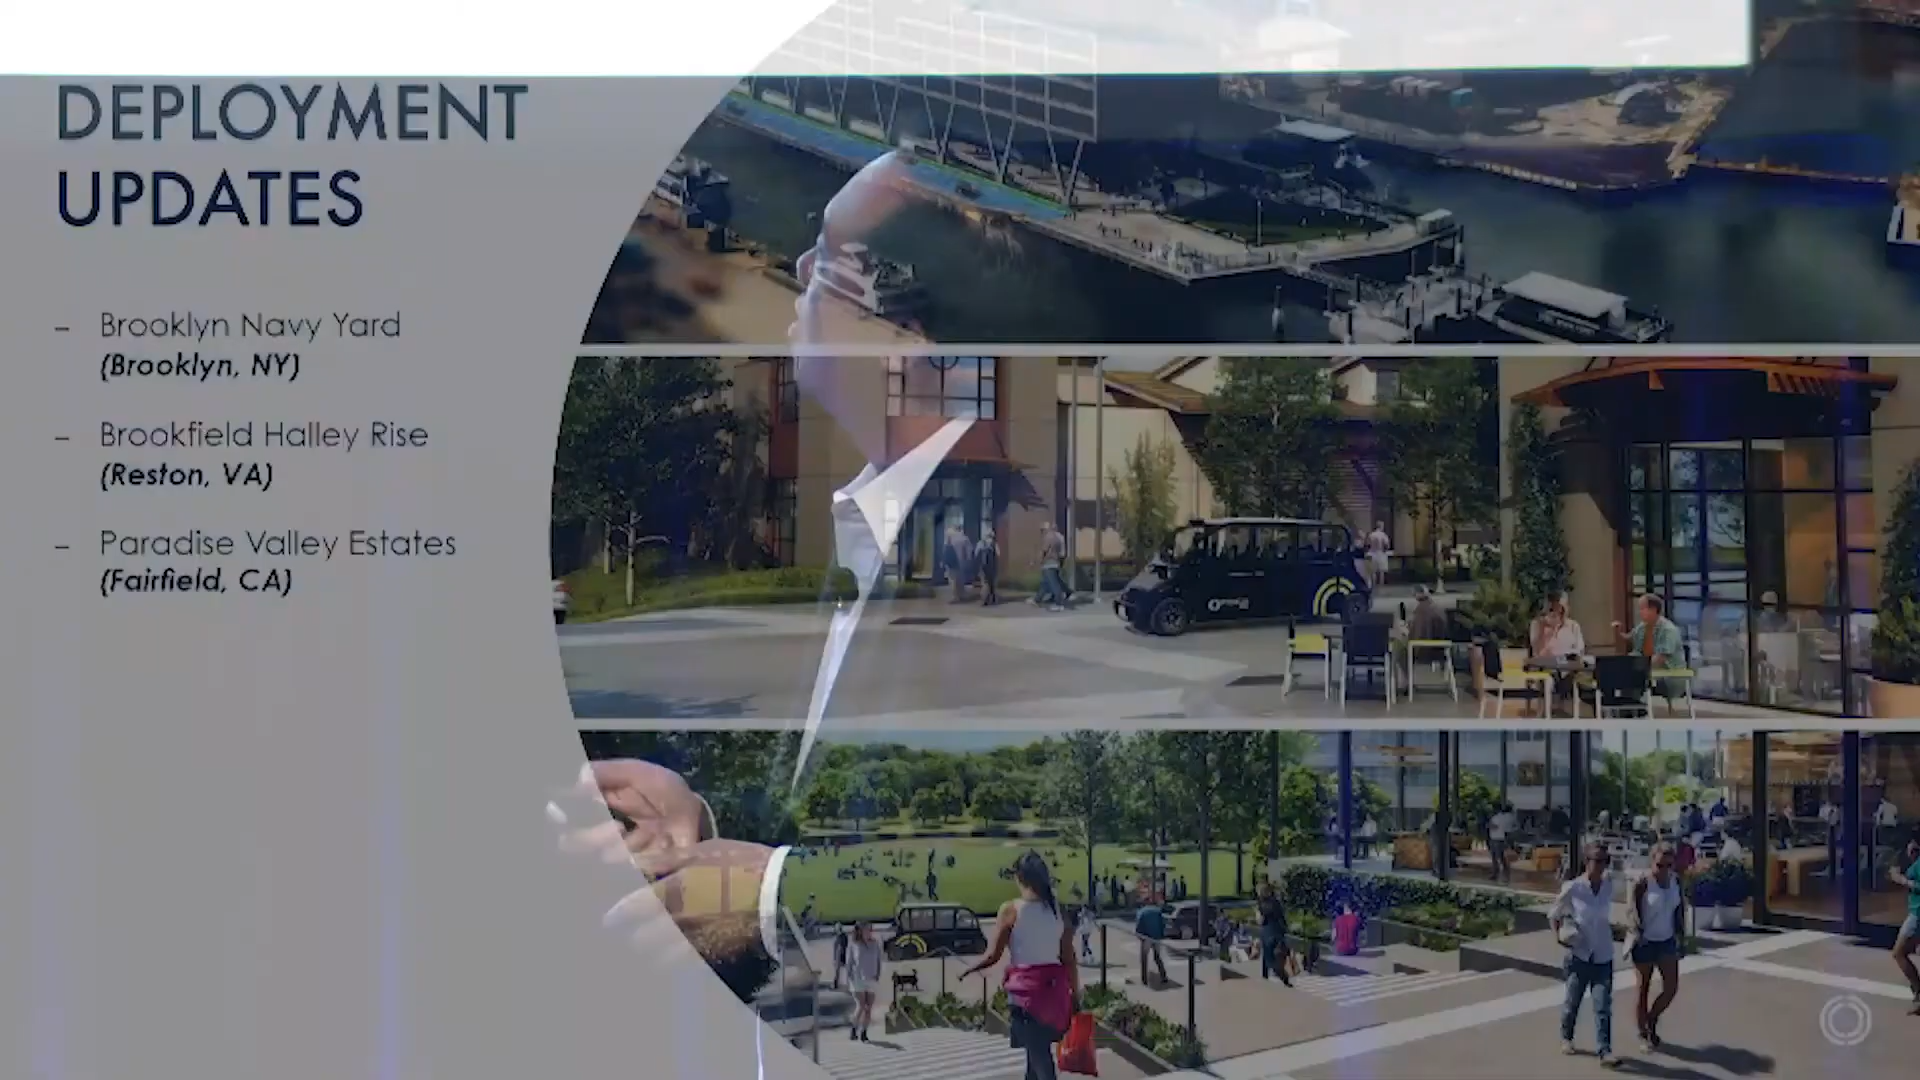 DEPLOYMENT
UPDATES
– Brooklyn Navy Yard
(Brooklyn, NY)
– Brookfield Halley Rise
(Reston, VA)
– Paradise Valley Estates
(Fairfield, CA)